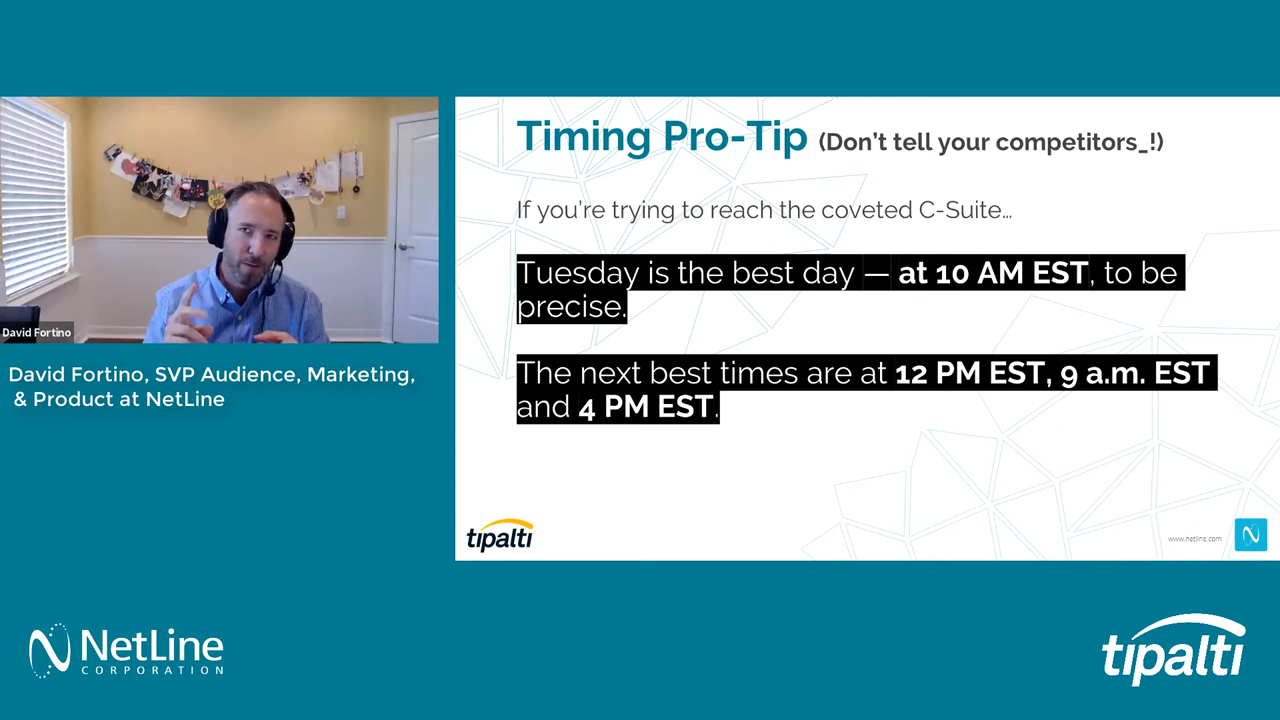 David Fortino
David Fortino, SVP Audience, Marketing,
& Product at NetLine
Timing Pro-Tip (Don't tell your competitors_!)
If you're trying to reach the coveted C-Suite...
Tuesday is the best day — at 10 AM EST, to be
precise.
The next best times are at 12 PM EST, 9 a.m. EST
and 4 PM EST.
tipalti
www.netline.com
N
NetLine
CORPORATION
tipalti